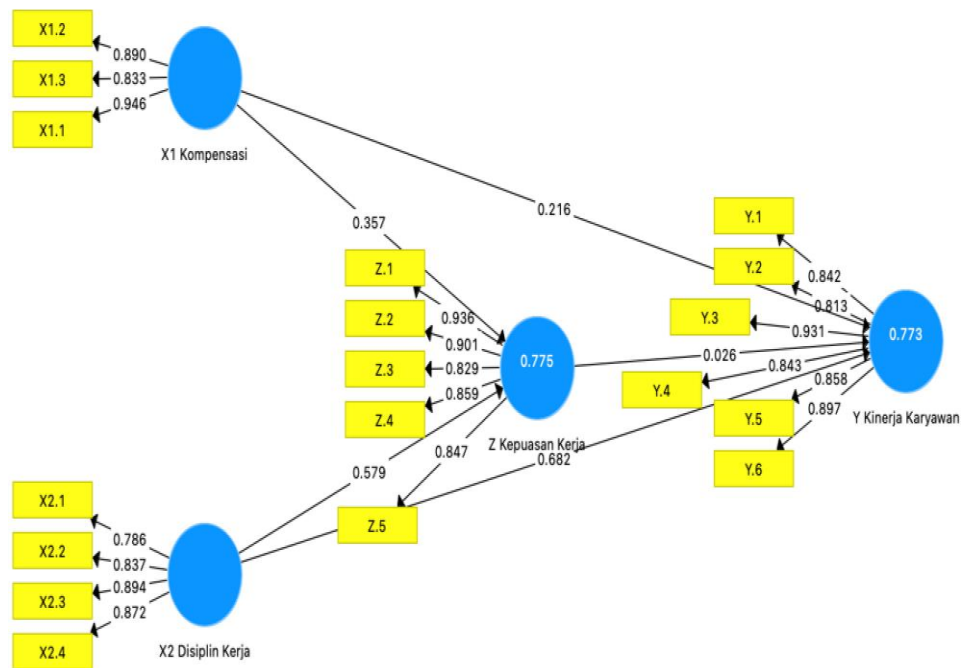 X1.2
0.890
X1.3
0.833
0.946
X1.1
X1 Kompensasi
0.216
0.357
Y.1
Z.1
Y.2
0.842
0.936
0.813
Z.2
Y.3
0.931
0.901
0.773
0.026
0.775
Z.3
0.829
0.843
0.859
Y.4
0.858
Z.4
Y.5
0.897
Y Kinerja Karyawan
Z Kepuasan Kerja
0.847
0.682
0.579
Y.6
X2.1
Z.5
0.786
X2.2
0.837
X2.3
0.894
0.872
X2.4
X2 Disiplin Kerja